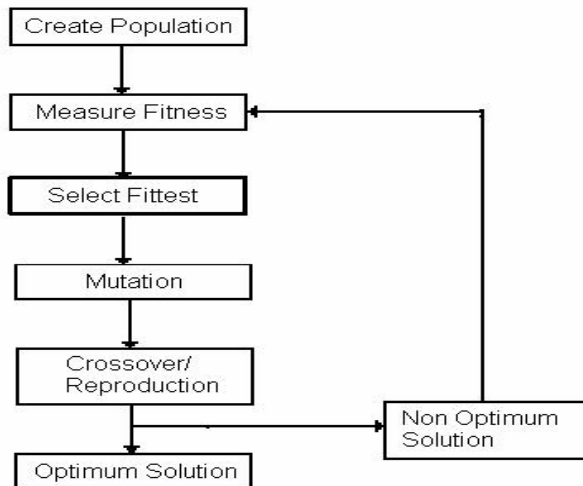 Create Population
Measure Fitness
Select Fittest
Mutation
Crossover/
Reproduction
Non Optimum
Solution
Optimum Solution